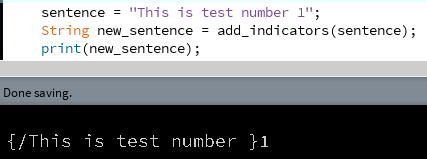 sentence = "This is test number 1";
String new_sentence = add_indicators(sentence);
print(new_sentence);
Done saving.
{/This is test number }1